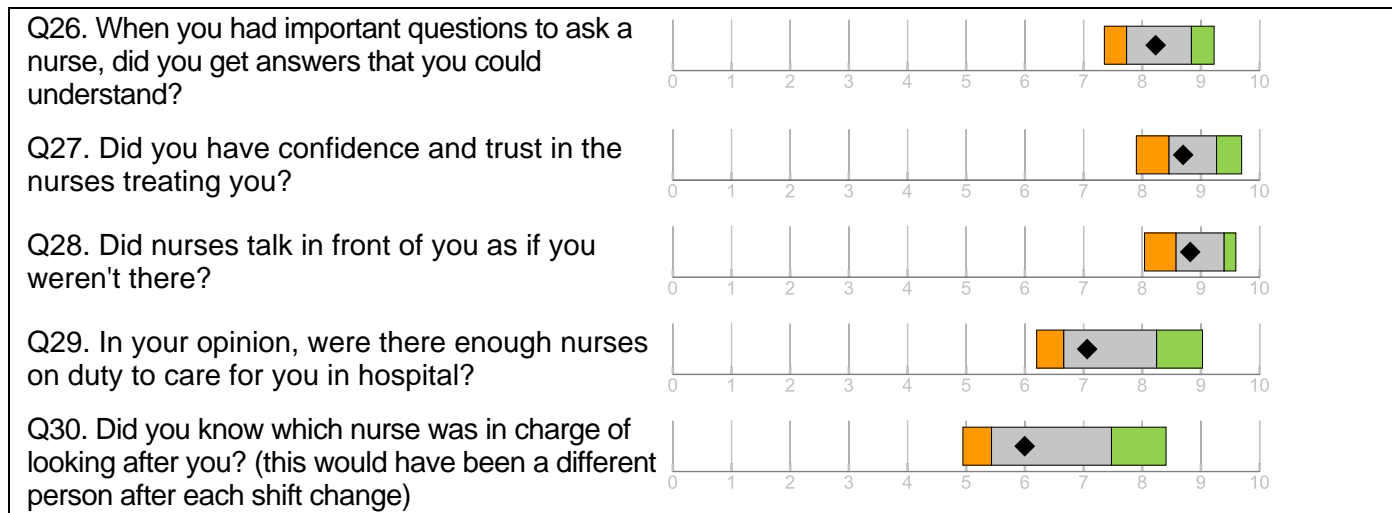 Q26. When you had important questions to ask a
nurse, did you get answers that you could
understand?
0 1 2 3 4 5 6 7 8 9 10
Q27. Did you have confidence and trust in the
nurses treating you?
0 1 2 3 4 5 6 7 8 9 10
Q28. Did nurses talk in front of you as if you
weren't there?
0 1 2 3 4 5 6 7 8 9 10
Q29. In your opinion, were there enough nurses
on duty to care for you in hospital?
0 1 2 3 4 5 6 7 8 9 10
Q30. Did you know which nurse was in charge of
looking after you? (this would have been a different
person after each shift change)
0 1 2 3 4 5 6 7 8 9 10